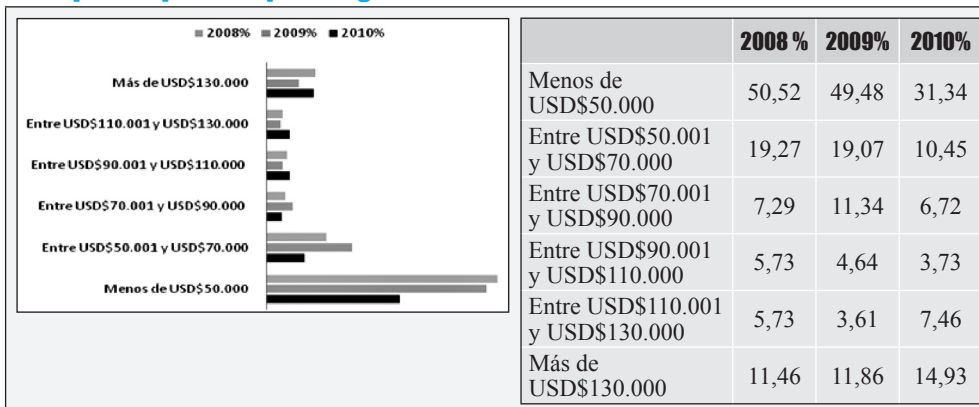 2008% 2009% 2010%
Más de USD$130.000
Entre USD$110.001 y USD$130.000
Entre USD$90.001 y USD$110.000
Entre USD$70.001 y USD$90.000
Entre USD$50.001 y USD$70.000
Menos de USD$50.000
2008 % 2009% 2010%
Menos de
USD$50.000 50,52 49,48 31,34
Entre USD$50.001
y USD$70.000 19,27 19,07 10,45
Entre USD$70.001
y USD$90.000 7,29 11,34 6,72
Entre USD$90.001
y USD$110.000 5,73 4,64 3,73
Entre USD$110.001
y USD$130.000 5,73 3,61 7,46
Más de
USD$130.000 11,46 11,86 14,93